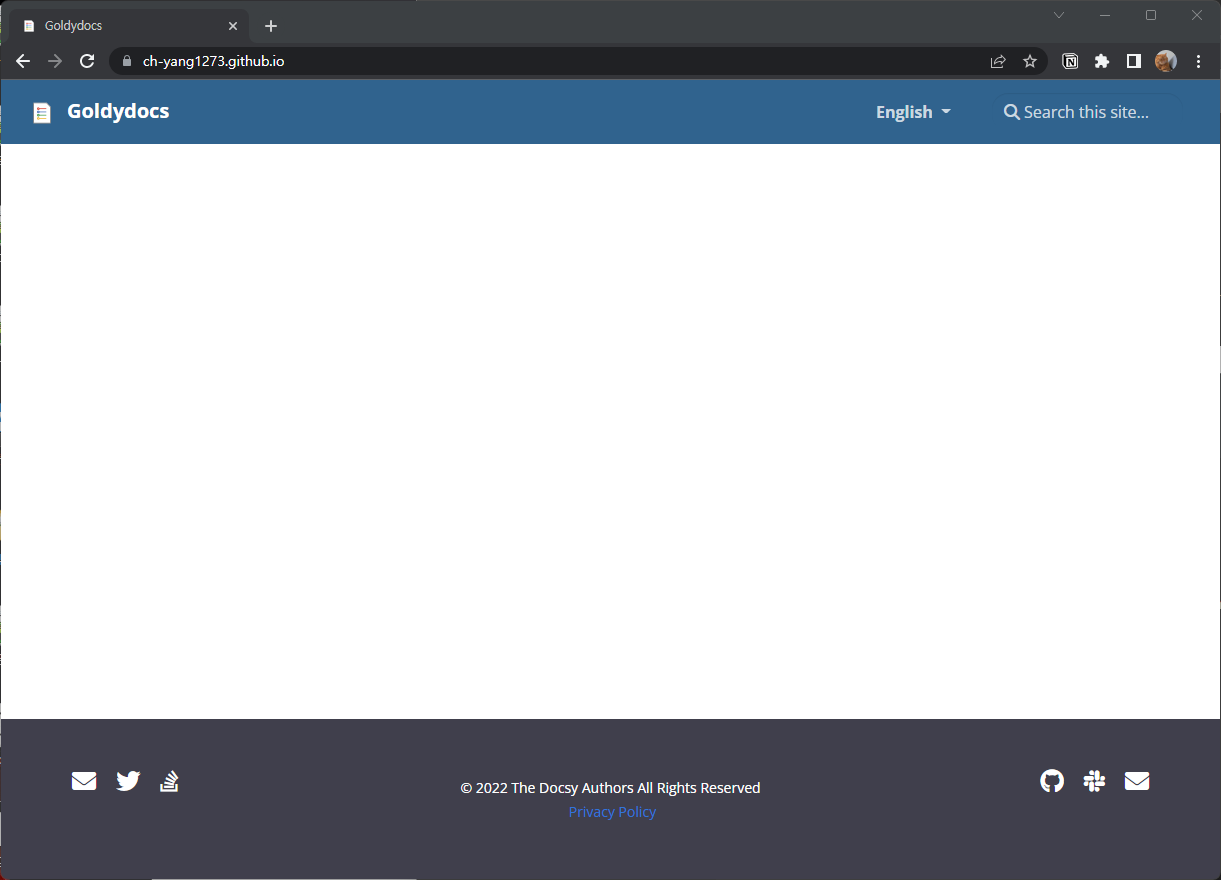 Goldydocs
ch-yang1273.github.io
Goldydocs
English
Search this site...
© 2022 The Docsy Authors All Rights Reserved
Privacy Policy